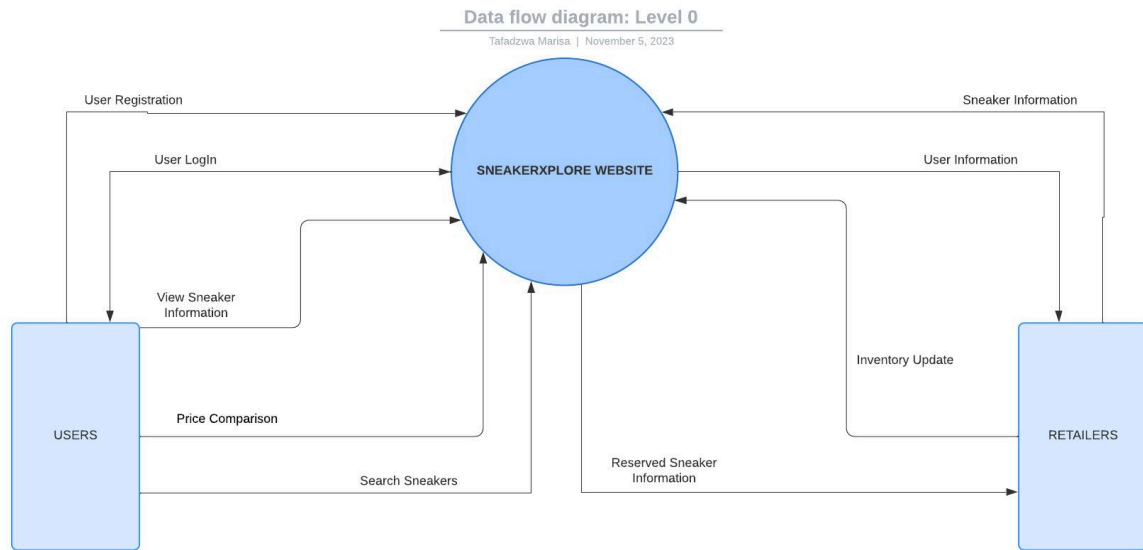 Data flow diagram: Level 0
Tafadzwa Marisa | November 5, 2023
User Registration
Sneaker Information
User LogIn
SNEAKERXPLORE WEBSITE
User Information
View Sneaker
Information
Inventory Update
Price Comparison
USERS
RETAILERS
Search Sneakers
Reserved Sneaker
Information